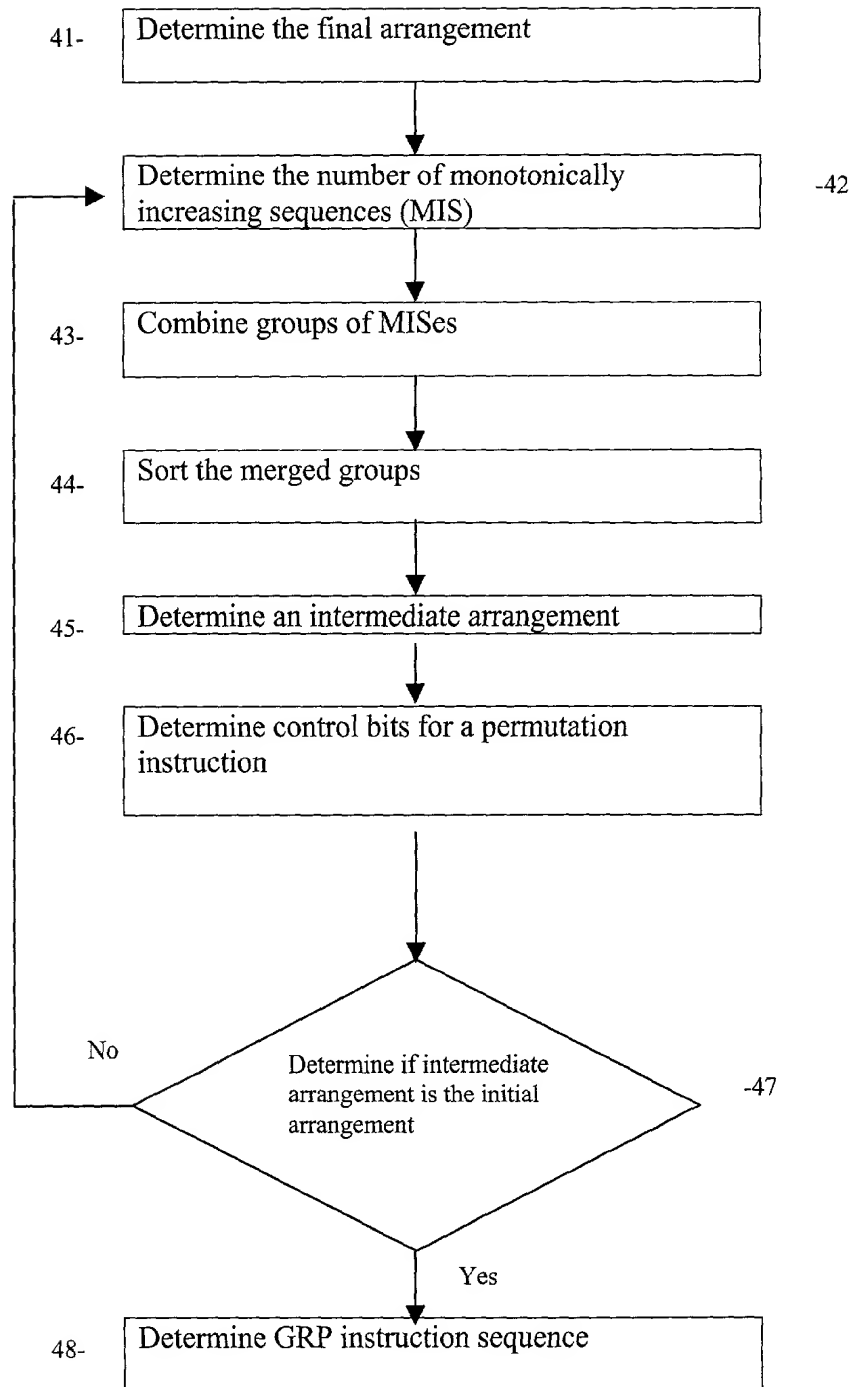 41-
Determine the final arrangement
Determine the number of monotonically
increasing sequences (MIS)
-42
43-
Combine groups of MISes
44-
Sort the merged groups
45-
Determine an intermediate arrangement
46-
Determine control bits for a permutation
instruction
No
Determine if intermediate
arrangement is the initial
arrangement
-47
Yes
48-
Determine GRP instruction sequence